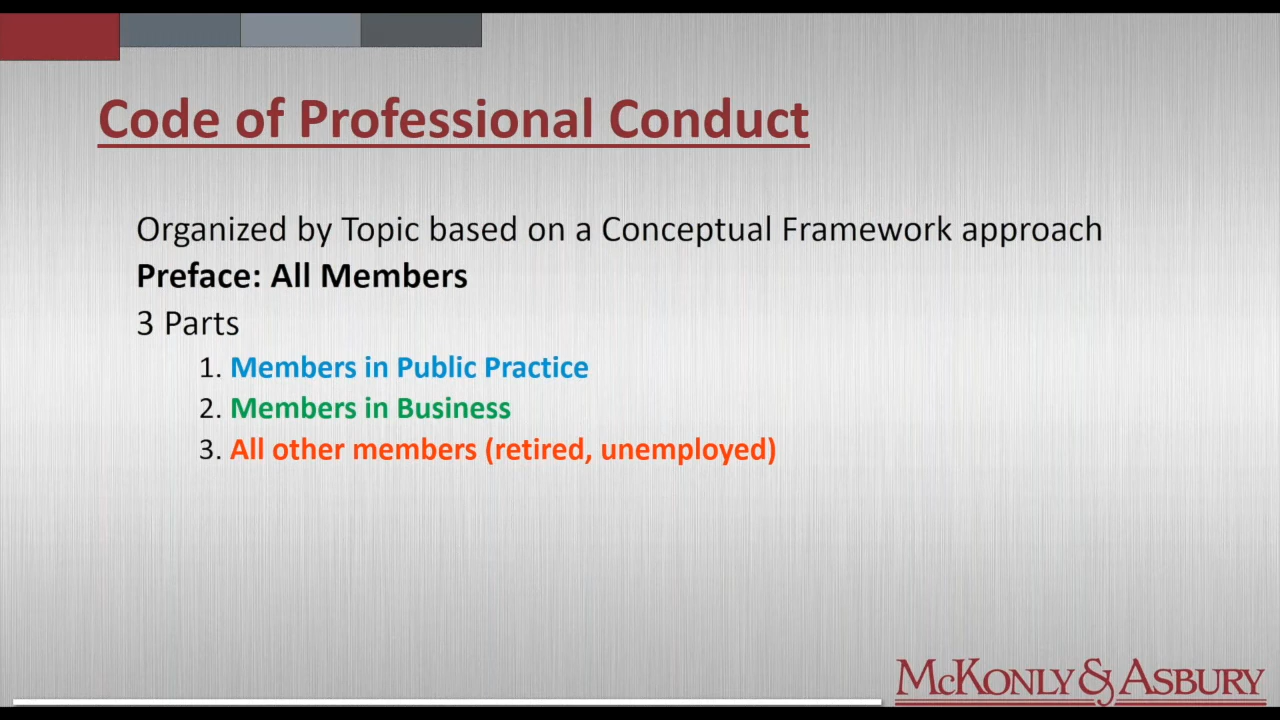 Code of Professional Conduct
Organized by Topic based on a Conceptual Framework approach
Preface: All Members
3 Parts
1. Members in Public Practice
2. Members in Business
3. All other members (retired, unemployed)
McKonly & Asbury